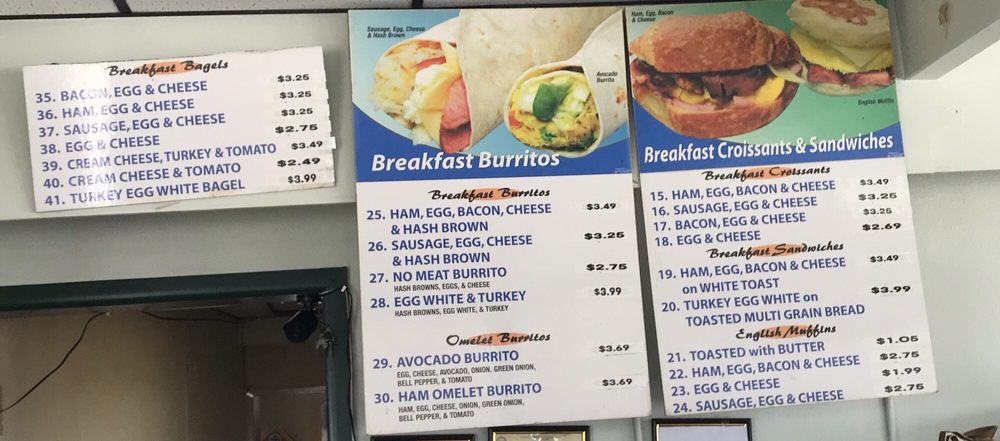 Breakfast Bagels
35. BACON, EGG & CHEESE $3.25
36. HAM, EGG & CHEESE $3.25
37. SAUSAGE, EGG & CHEESE $3.25
38. EGG & CHEESE $2.75
39. CREAM CHEESE, TURKEY & TOMATO $3.49
40. CREAM CHEESE & TOMATO $2.49
41. TURKEY EGG WHITE BAGEL $3.99
Sausage, Egg, Cheese
& Hash Brown
Avocado
Burrito
Breakfast Burritos
Breakfast Burritos
25. HAM, EGG, BACON, CHEESE $3.49
& HASH BROWN
26. SAUSAGE, EGG, CHEESE $3.25
& HASH BROWN
27. NO MEAT BURRITO $2.75
HASH BROWNS, EGGS, & CHEESE
28. EGG WHITE & TURKEY $3.99
HASH BROWNS, EGG WHITE, & TURKEY
Omelet Burritos
29. AVOCADO BURRITO $3.69
EGG, CHEESE, AVOCADO, ONION, GREEN ONION,
BELL PEPPER, & TOMATO
30. HAM OMELET BURRITO $3.69
HAM, EGG, CHEESE, ONION, GREEN ONION,
BELL PEPPER, & TOMATO
Ham, Egg, Bacon
& Cheese
English Muffin
Breakfast Croissants & Sandwiches
Breakfast Croissants
15. HAM, EGG, BACON & CHEESE $3.49
16. SAUSAGE, EGG & CHEESE $3.25
17. BACON, EGG & CHEESE $3.25
18. EGG & CHEESE $2.69
Breakfast Sandwiches
19. HAM, EGG, BACON & CHEESE $3.49
on WHITE TOAST
20. TURKEY EGG WHITE on $3.99
TOASTED MULTI GRAIN BREAD
English Muffins
21. TOASTED with BUTTER $1.05
22. HAM, EGG, BACON & CHEESE $2.75
23. EGG & CHEESE $1.99
24. SAUSAGE, EGG & CHEESE $2.75